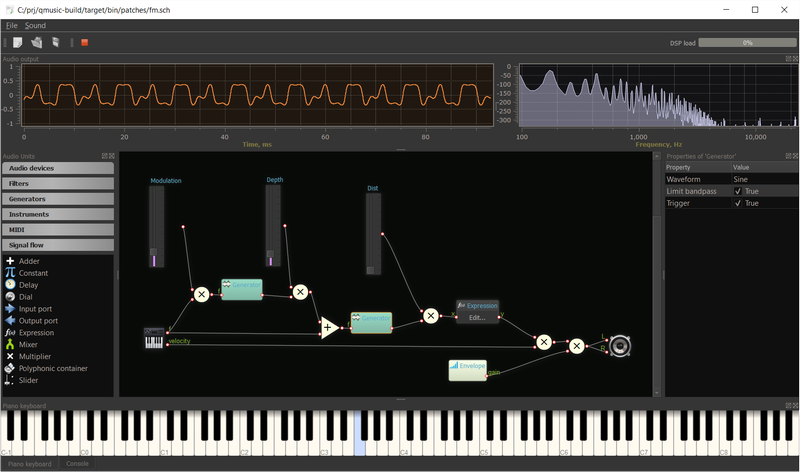 C:/prj/qmusic-build/target/bin/patches/fm.sch
File Sound
DSP load 0%
Audio output
1
0.5
0
-0.5
-1
0 20 40 60 80
Time, ms
0
-50
-100
-150
-200
-250
-300
100 1,000 10,000
Frequency, Hz
Audio Units
Audio devices
Filters
Generators
Instruments
MIDI
Signal flow
Adder
Constant
Delay
Dial
Input port
Output port
f(x) Expression
Mixer
Multiplier
Polyphonic container
Slider
Modulation
Depth
Dist
Generator
Generator
f(x) Expression
Edit...
x y
f
velocity
Envelope
gain
L
R
Properties of 'Generator'
Property Value
Waveform Sine
Limit bandpass True
Trigger True
Piano keyboard
C-1 C0 C1 C2 C3 C4 C5 C6 C7 C8
Piano keyboard Console